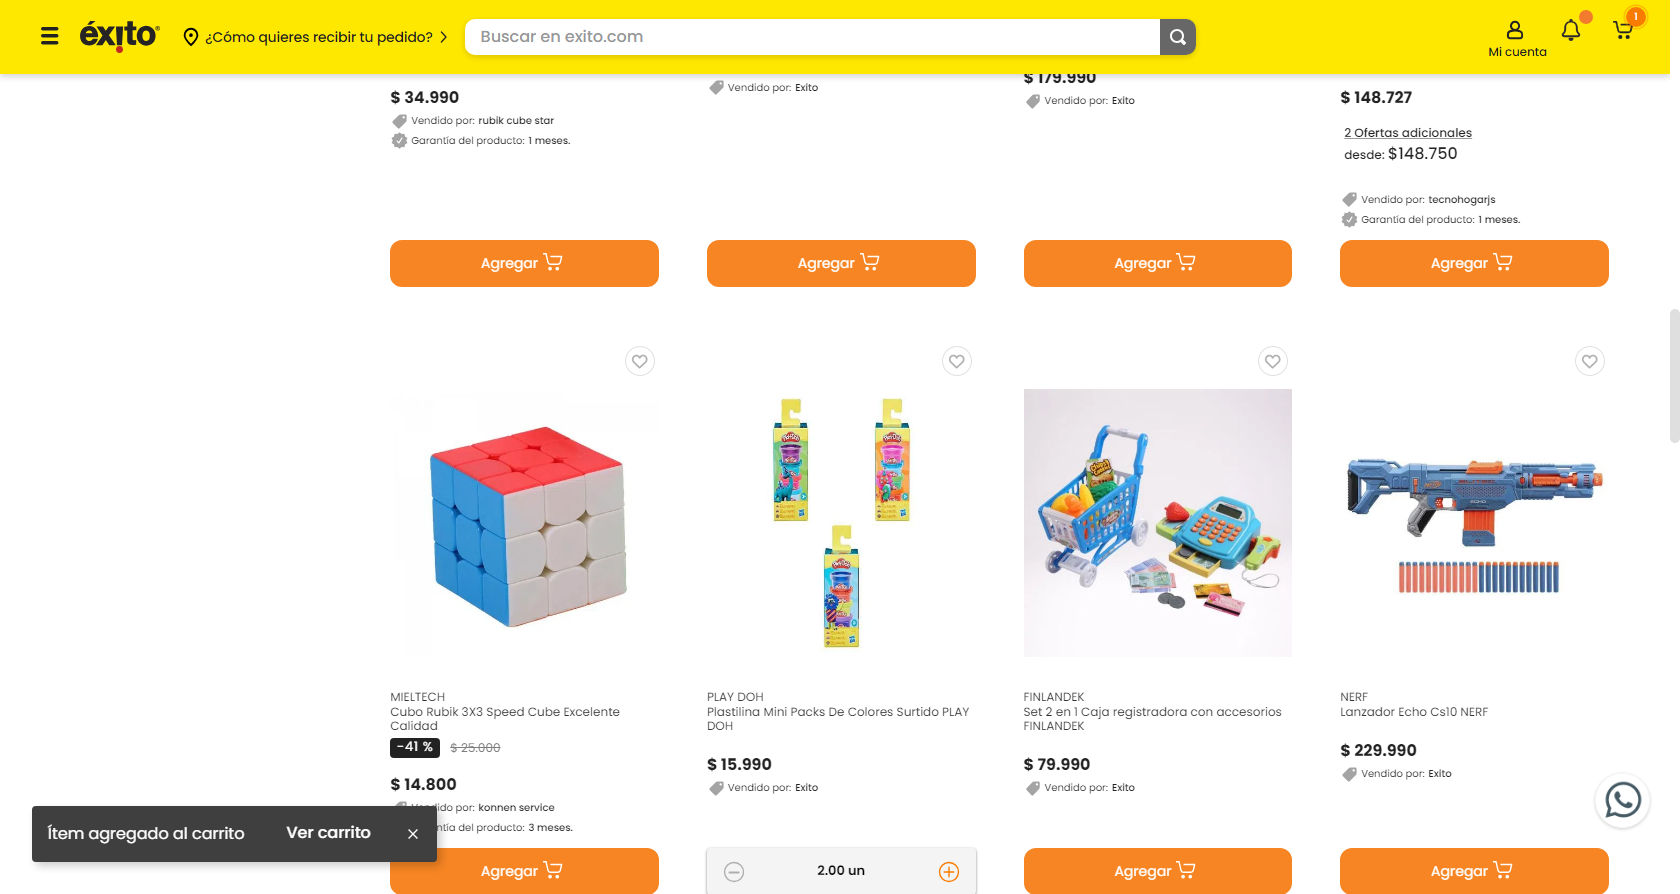 éxito
¿Cómo quieres recibir tu pedido?
Buscar en exito.com
Mi cuenta
1
$ 34.990
Vendido por: rubik cube star
Garantía del producto: 1 meses.
Vendido por: Exito
$ 179.990
Vendido por: Exito
$ 148.727
2 Ofertas adicionales
desde: $148.750
Vendido por: tecnohogarjs
Garantía del producto: 1 meses.
Agregar
Agregar
Agregar
Agregar
MIELTECH
Cubo Rubik 3X3 Speed Cube Excelente
Calidad
-41 % $ 25.000
$ 14.800
Vendido por: konnen service
ntía del producto: 3 meses.
PLAY DOH
Plastilina Mini Packs De Colores Surtido PLAY
DOH
$ 15.990
Vendido por: Exito
FINLANDEK
Set 2 en 1 Caja registradora con accesorios
FINLANDEK
$ 79.990
Vendido por: Exito
NERF
Lanzador Echo Cs10 NERF
$ 229.990
Vendido por: Exito
Ítem agregado al carrito Ver carrito
Agregar
2.00 un
Agregar
Agregar